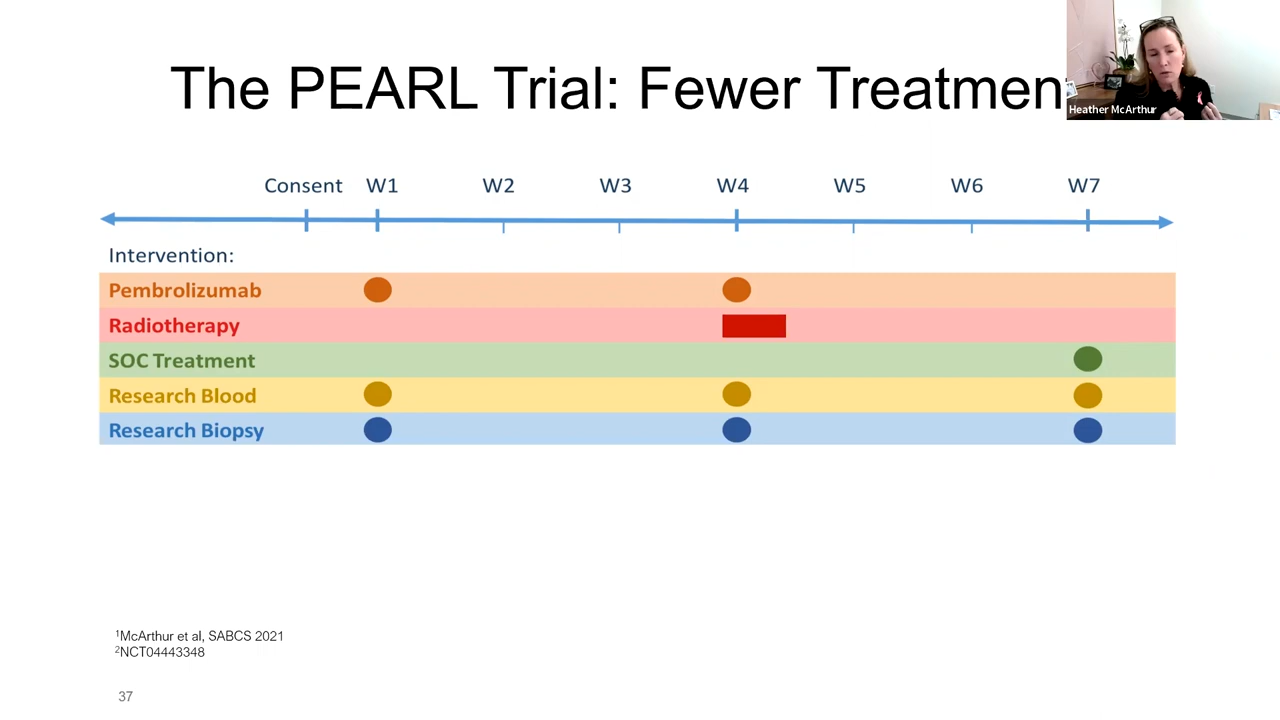 The PEARL Trial: Fewer Treatmen
Heather McArthur
Consent W1 W2 W3 W4 W5 W6 W7
Intervention:
Pembrolizumab
Radiotherapy
SOC Treatment
Research Blood
Research Biopsy
¹McArthur et al, SABCS 2021
²NCT04443348
37